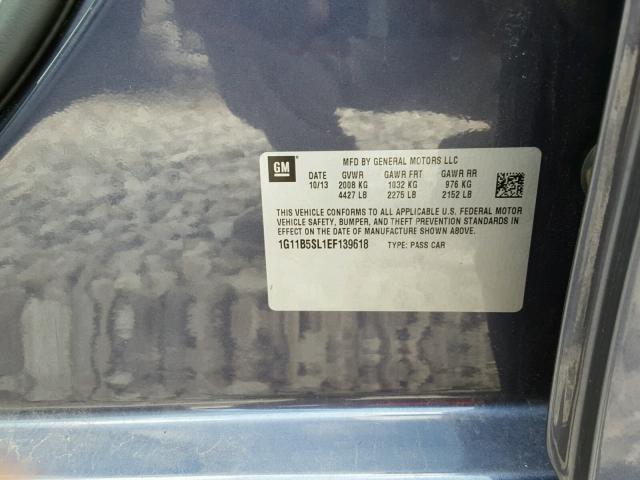 GM
MFD BY GENERAL MOTORS LLC
DATE GVWR GAWR FRT GAWR RR
10/13 2008 KG 1032 KG 976 KG
4427 LB 2275 LB 2152 LB
THIS VEHICLE CONFORMS TO ALL APPLICABLE U.S. FEDERAL MOTOR
VEHICLE SAFETY, BUMPER, AND THEFT PREVENTION STANDARDS IN
EFFECT ON THE DATE OF MANUFACTURE SHOWN ABOVE.
1G11B5SL1EF139618 TYPE: PASS CAR